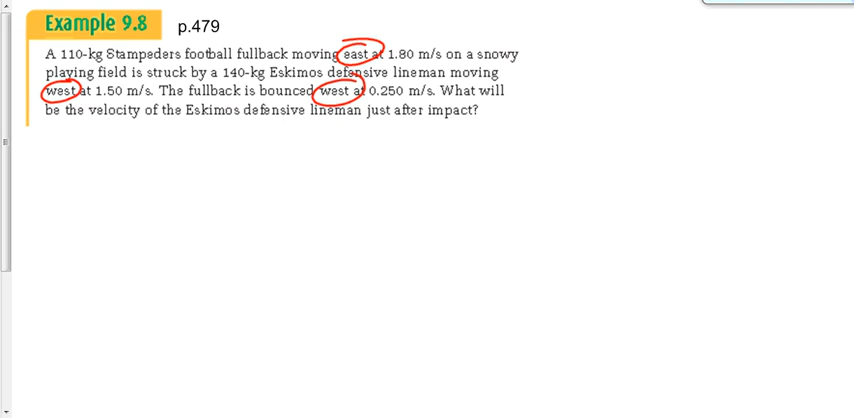 Example 9.8 p.479
A 110-kg Stampeders football fullback moving east at 1.80 m/s on a snowy
playing field is struck by a 140-kg Eskimos defensive lineman moving
west at 1.50 m/s. The fullback is bounced west at 0.250 m/s. What will
be the velocity of the Eskimos defensive lineman just after impact?